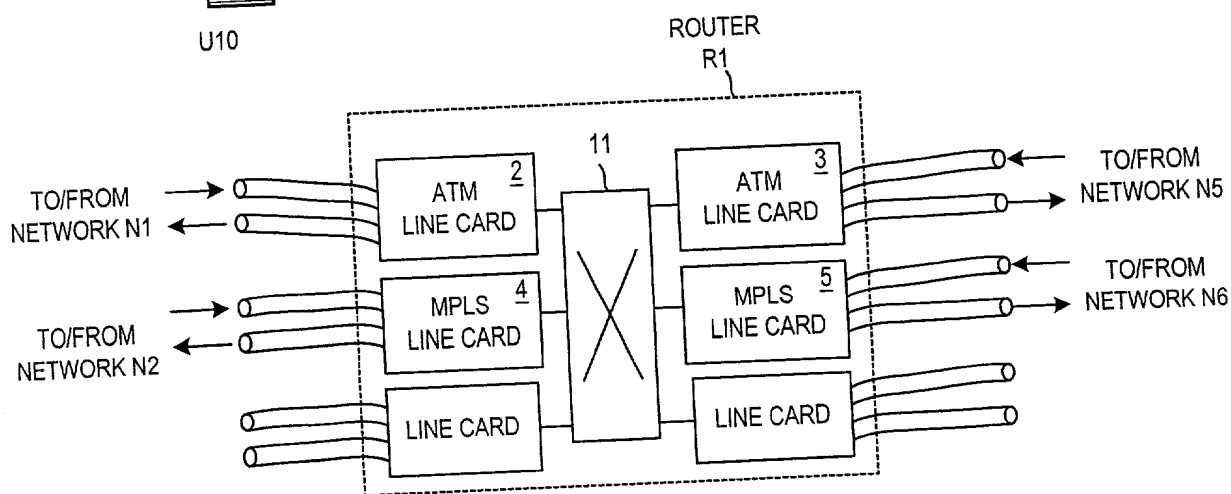 U10
ROUTER
R1
11
2
ATM
LINE CARD
3
ATM
LINE CARD
TO/FROM
NETWORK N1
TO/FROM
NETWORK N5
4
MPLS
LINE CARD
5
MPLS
LINE CARD
TO/FROM
NETWORK N2
TO/FROM
NETWORK N6
LINE CARD
LINE CARD